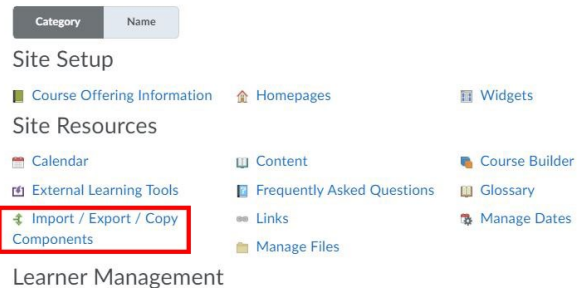 Category Name
Site Setup
Course Offering Information Homepages Widgets
Site Resources
Calendar Content Course Builder
External Learning Tools Frequently Asked Questions Glossary
Import / Export / Copy Links Manage Dates
Components
Manage Files
Learner Management